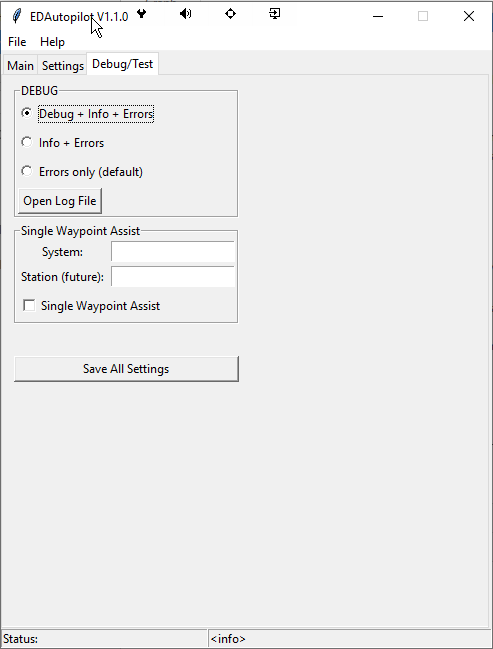 EDAutopilot V1.1.0
File Help
Main Settings Debug/Test
DEBUG
Debug + Info + Errors
Info + Errors
Errors only (default)
Open Log File
Single Waypoint Assist
System:
Station (future):
Single Waypoint Assist
Save All Settings
Status: <info>